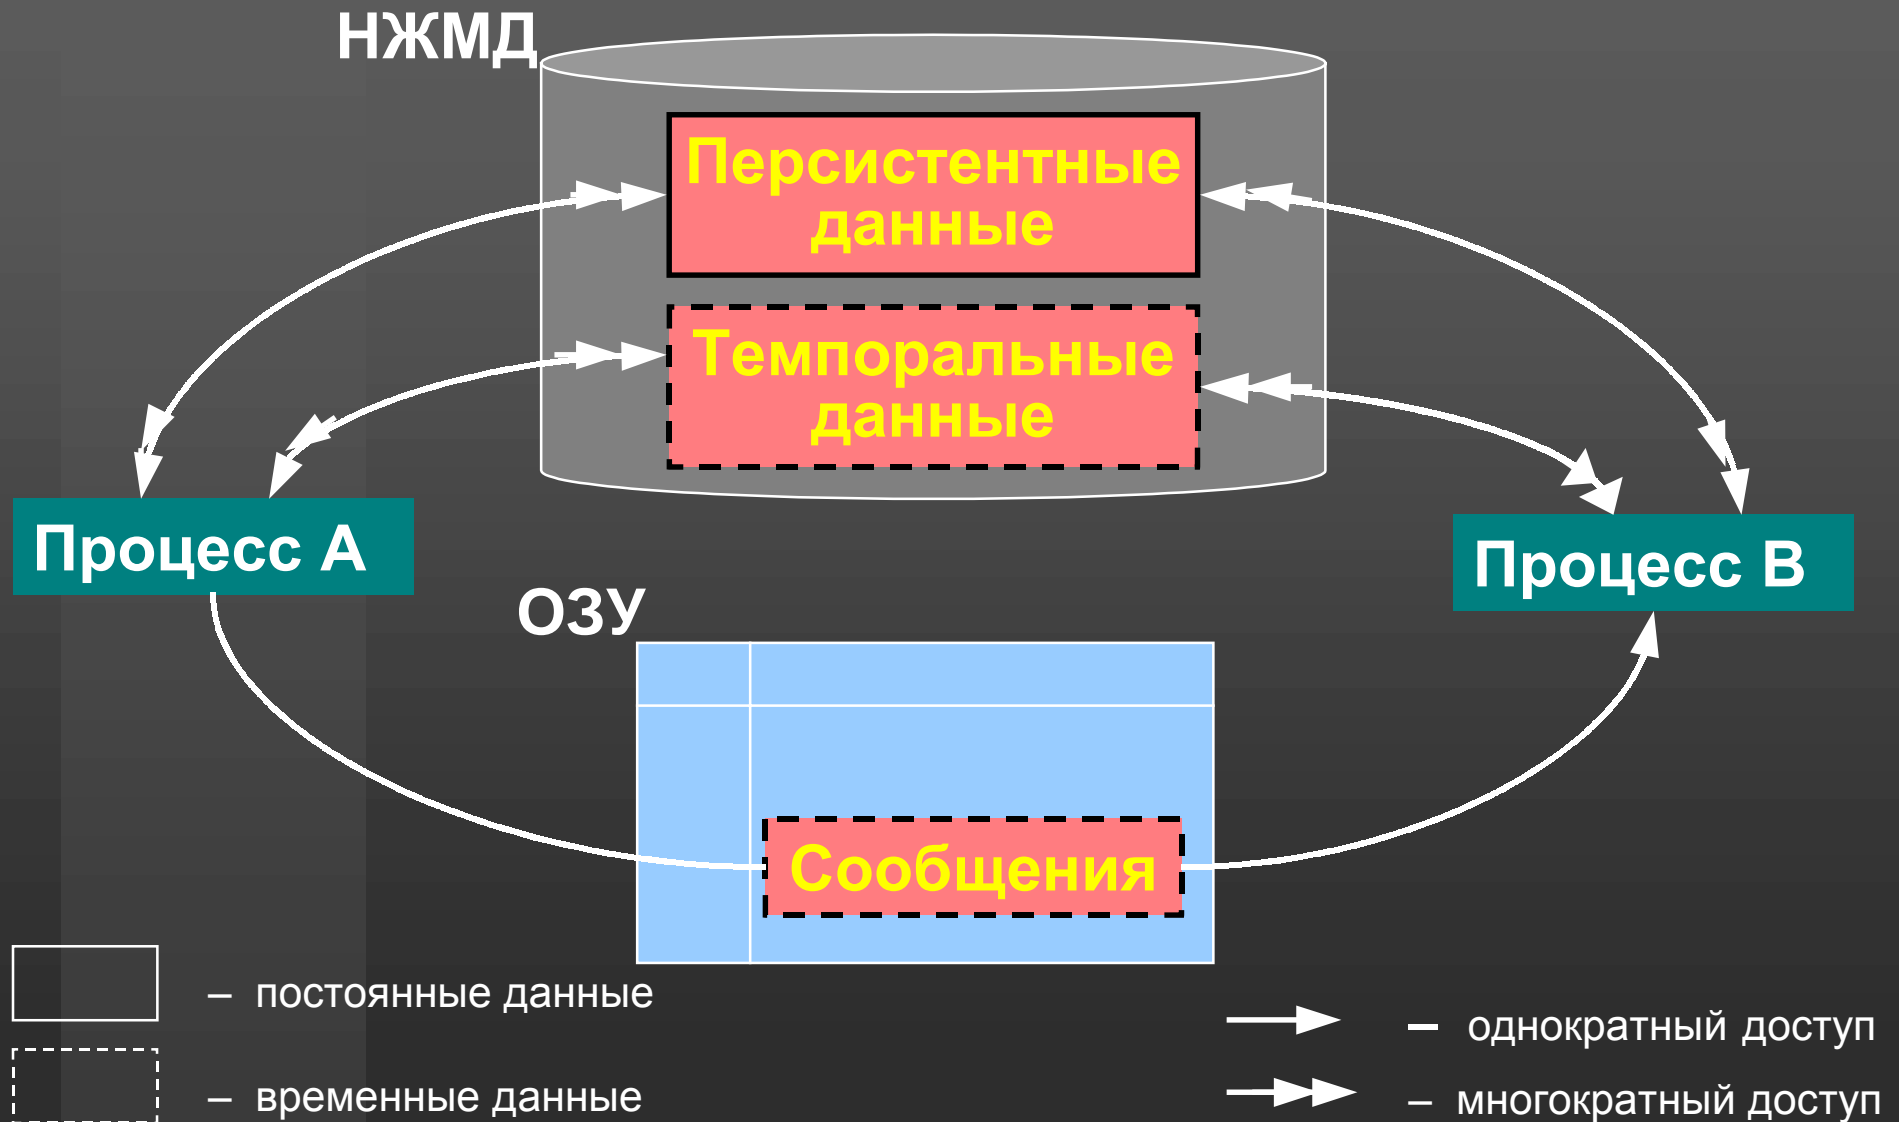 НЖМД
Персистентные
данные
Темпоральные
данные
Процесс А
Процесс В
ОЗУ
Сообщения
– постоянные данные
– временные данные
– однократный доступ
– многократный доступ